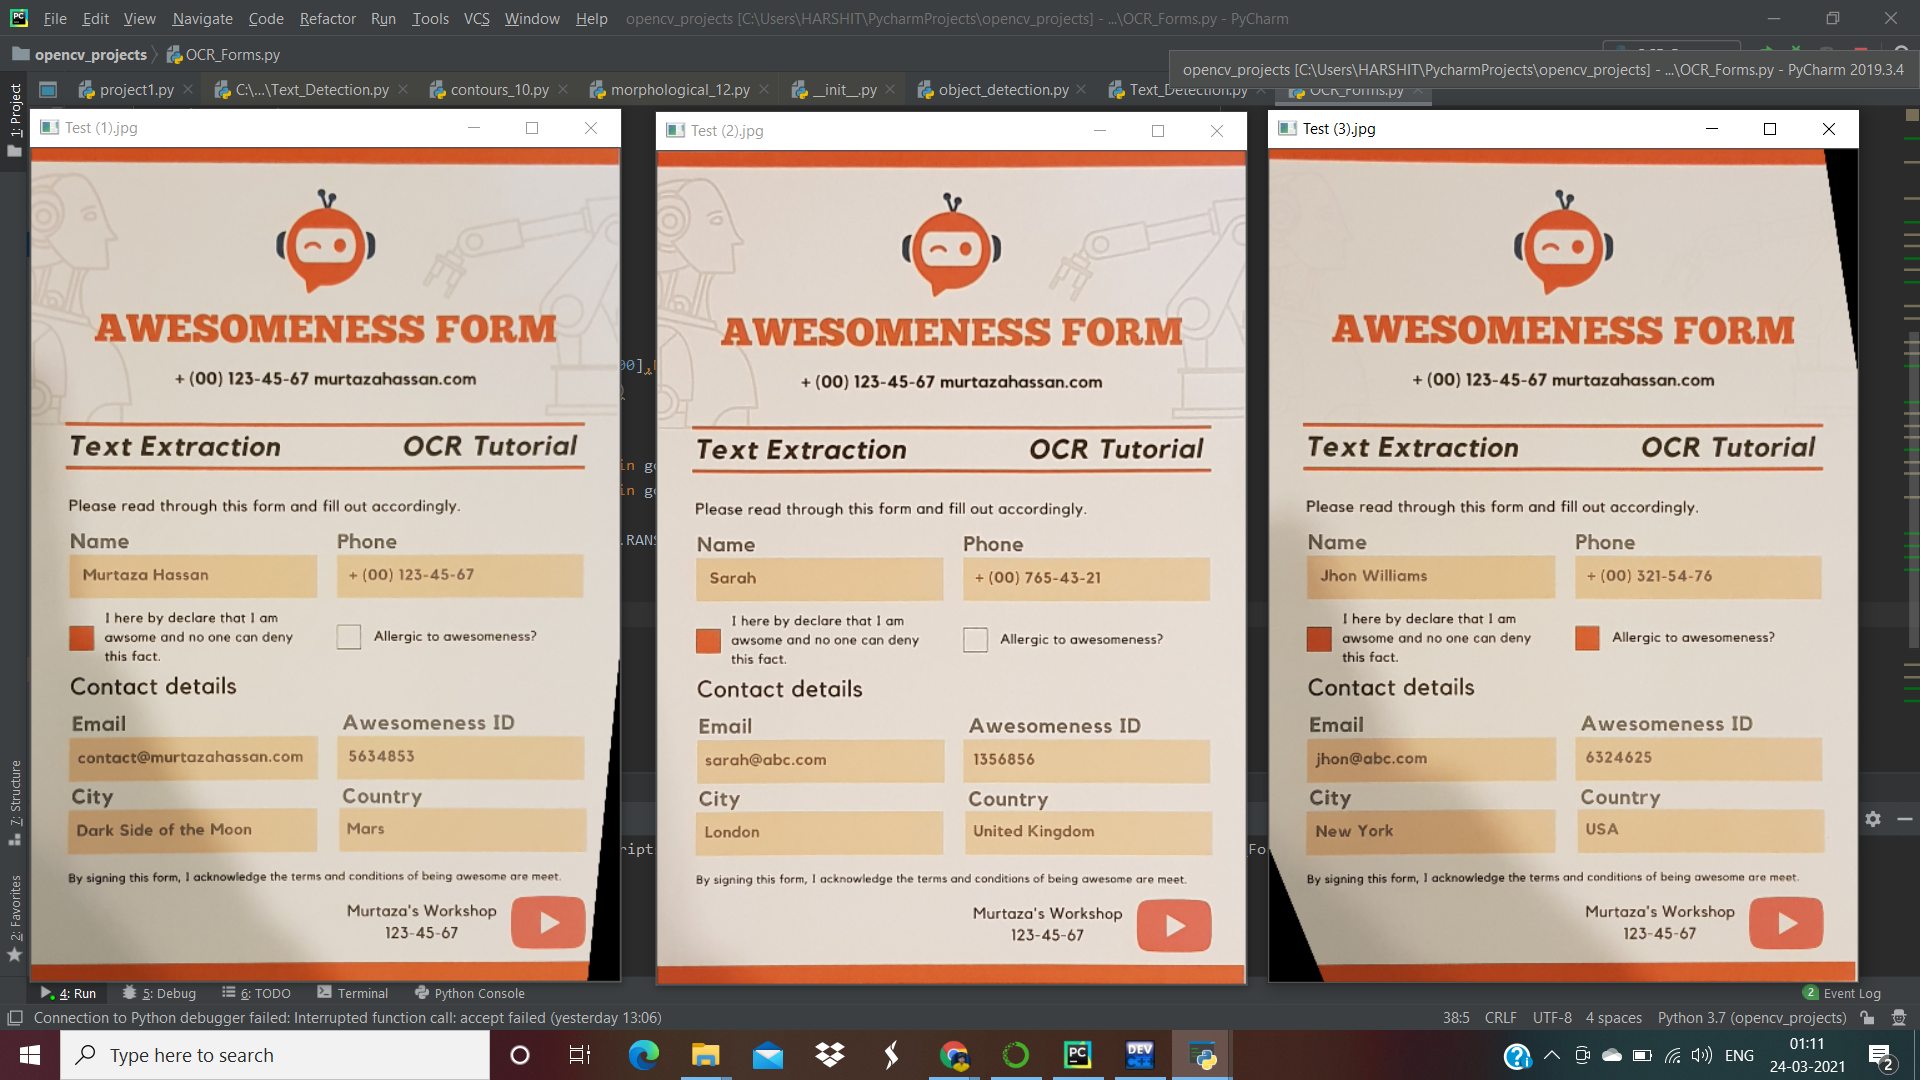 File Edit View Navigate Code Refactor Run Tools VCS Window Help opencv_projects [C:\Users\HARSHIT\PycharmProjects\opencv_projects] - ...\OCR_Forms.py - PyCharm
opencv_projects OCR_Forms.py
opencv_projects [C:\Users\HARSHIT\PycharmProjects\opencv_projects] - ...\OCR_Forms.py - PyCharm 2019.3.4
project1.py C:\...\Text_Detection.py contours_10.py morphological_12.py __init__.py object_detection.py Text_Detection.py OCR_Forms.py
1: Project
7: Structure
2: Favorites
Test (1).jpg
AWESOMENESS FORM
+ (00) 123-45-67 murtazahassan.com
Text Extraction OCR Tutorial
Please read through this form and fill out accordingly.
Name Phone
Murtaza Hassan + (00) 123-45-67
I here by declare that I am
awsome and no one can deny Allergic to awesomeness?
this fact.
Contact details
Email Awesomeness ID
contact@murtazahassan.com 5634853
City Country
Dark Side of the Moon Mars
By signing this form, I acknowledge the terms and conditions of being awesome are meet.
Murtaza's Workshop
123-45-67
Test (2).jpg
AWESOMENESS FORM
+ (00) 123-45-67 murtazahassan.com
Text Extraction OCR Tutorial
Please read through this form and fill out accordingly.
Name Phone
Sarah + (00) 765-43-21
I here by declare that I am
awsome and no one can deny Allergic to awesomeness?
this fact.
Contact details
Email Awesomeness ID
sarah@abc.com 1356856
City Country
London United Kingdom
By signing this form, I acknowledge the terms and conditions of being awesome are meet.
Murtaza's Workshop
123-45-67
Test (3).jpg
AWESOMENESS FORM
+ (00) 123-45-67 murtazahassan.com
Text Extraction OCR Tutorial
Please read through this form and fill out accordingly.
Name Phone
Jhon Williams + (00) 321-54-76
I here by declare that I am
awsome and no one can deny Allergic to awesomeness?
this fact.
Contact details
Email Awesomeness ID
jhon@abc.com 6324625
City Country
New York USA
By signing this form, I acknowledge the terms and conditions of being awesome are meet.
Murtaza's Workshop
123-45-67
4: Run 5: Debug 6: TODO Terminal Python Console 2 Event Log
Connection to Python debugger failed: Interrupted function call: accept failed (yesterday 13:06) 38:5 CRLF UTF-8 4 spaces Python 3.7 (opencv_projects)
Type here to search PC DEV C++ ENG 01:11
24-03-2021 2